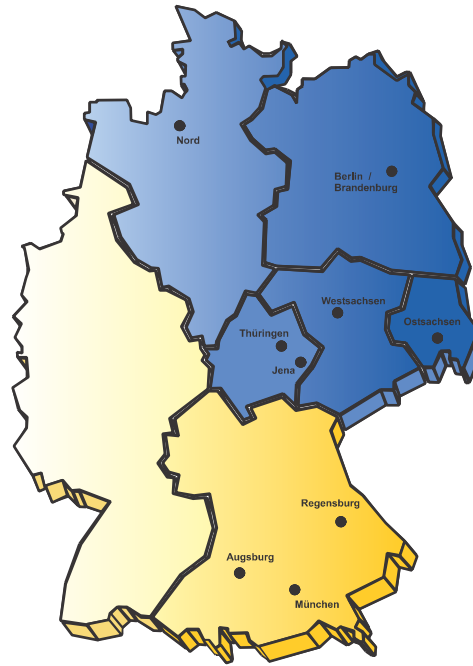 Nord
Berlin /
Brandenburg
Westsachsen
Ostsachsen
Thüringen
Jena
Regensburg
Augsburg
München